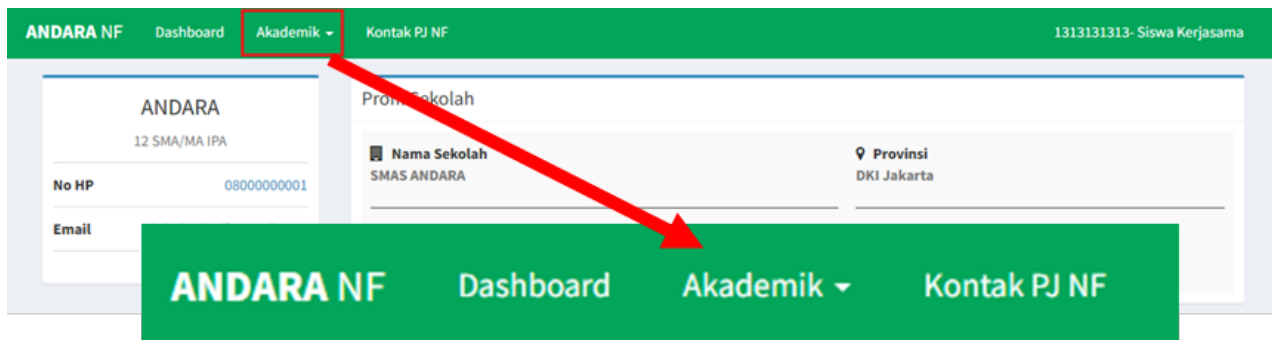 ANDARA NF Dashboard Akademik Kontak PJ NF 1313131313- Siswa Kerjasama
ANDARA
12 SMA/MA IPA
No HP 08000000001
Email
Sekolah
Nama Sekolah
SMAS ANDARA
Provinsi
DKI Jakarta
ANDARA NF Dashboard Akademik Kontak PJ NF